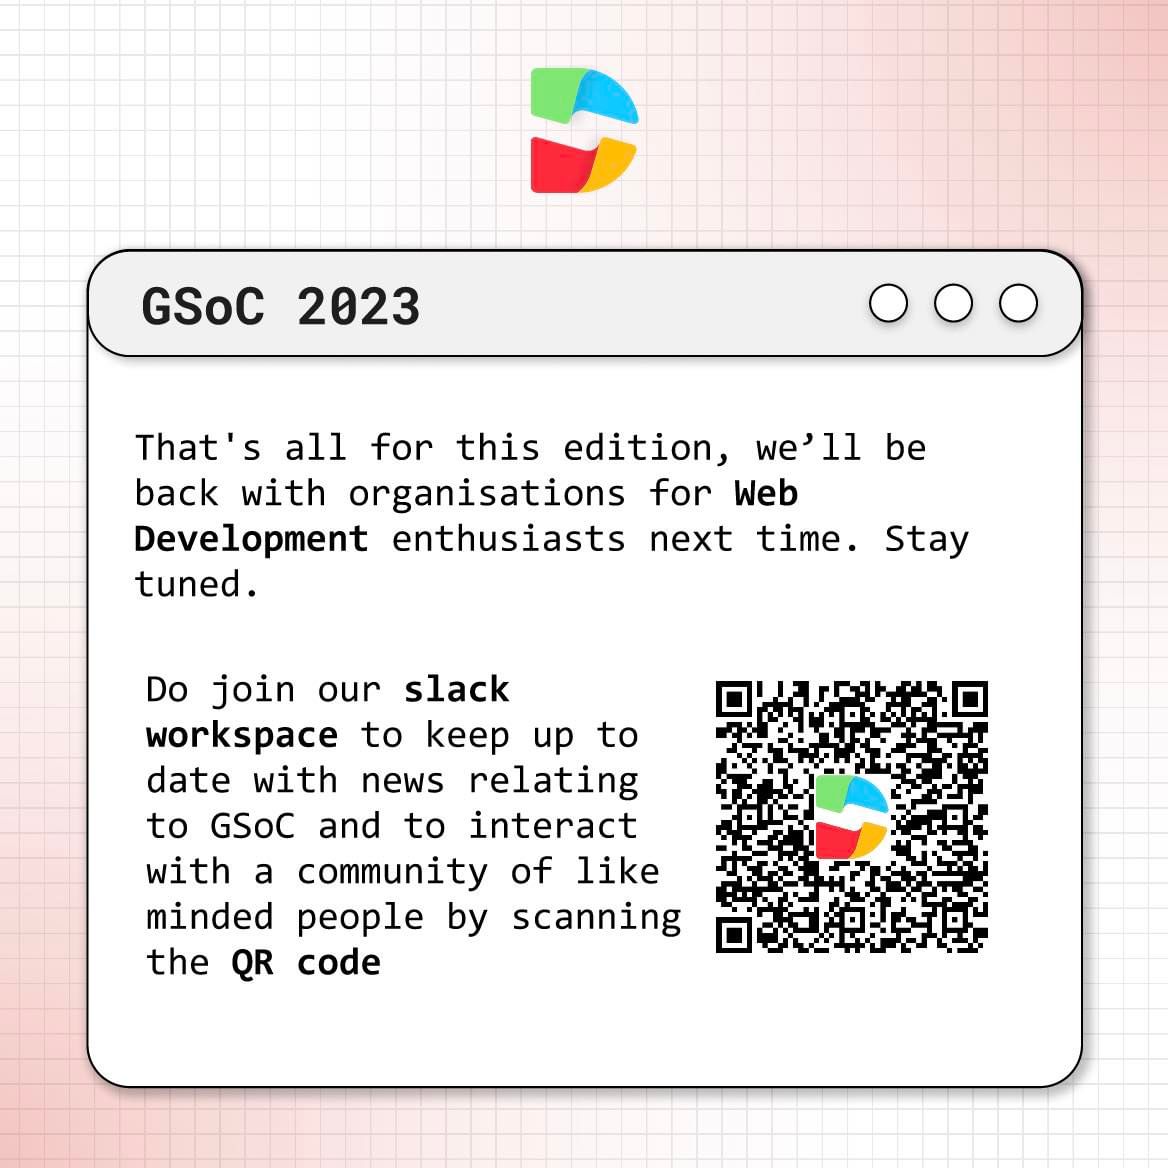 GSoC 2023
That's all for this edition, we’ll be
back with organisations for Web
Development enthusiasts next time. Stay
tuned.
Do join our slack
workspace to keep up to
date with news relating
to GSoC and to interact
with a community of like
minded people by scanning
the QR code